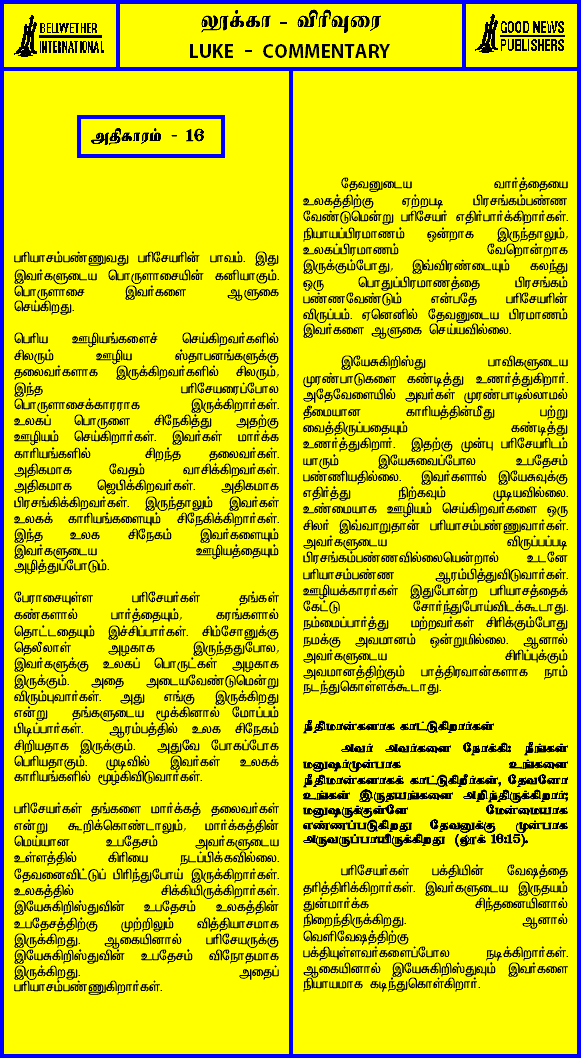 BELWETHER
INTERNATIONAL
லூக்கா - விரிவுரை
LUKE - COMMENTARY
GOOD NEWS
PUBLISHERS
அதிகாரம் - 16
பரியாசம்பண்ணுவது பரிசேயரின் பாவம். இது
இவர்களுடைய பொருளாசையின் கனியாகும்.
பொருளாசை இவர்களை ஆளுகை
செய்கிறது.
பெரிய ஊழியங்களைச் செய்கிறவர்களில்
சிலரும் ஊழிய ஸ்தாபனங்களுக்கு
தலைவர்களாக இருக்கிறவர்களில் சிலரும்,
இந்த பரிசேயரைப்போல
பொருளாசைக்காரராக இருக்கிறார்கள்.
உலகப் பொருளை சிநேகித்து அதற்கு
ஊழியம் செய்கிறார்கள். இவர்கள் மார்க்க
காரியங்களில் சிறந்த தலைவர்கள்.
அதிகமாக வேதம் வாசிக்கிறவர்கள்.
அதிகமாக ஜெபிக்கிறவர்கள். அதிகமாக
பிரசங்கிக்கிறவர்கள். இருந்தாலும் இவர்கள்
உலகக் காரியங்களையும் சிநேகிக்கிறார்கள்.
இந்த உலக சிநேகம் இவர்களையும்
இவர்களுடைய ஊழியத்தையும்
அழித்துப்போடும்.
பேராசையுள்ள பரிசேயர்கள் தங்கள்
கண்களால் பார்த்தையும், கரங்களால்
தொட்டதையும் இச்சிப்பார்கள். சிம்சோனுக்கு
தெலீலாள் அழகாக இருந்ததுபோல,
இவர்களுக்கு உலகப் பொருட்கள் அழகாக
இருக்கும். அதை அடையவேண்டுமென்று
விரும்புவார்கள். அது எங்கு இருக்கிறது
என்று தங்களுடைய மூக்கினால் மோப்பம்
பிடிப்பார்கள். ஆரம்பத்தில் உலக சிநேகம்
சிறியதாக இருக்கும். அதுவே போகப்போக
பெரியதாகும். முடிவில் இவர்கள் உலகக்
காரியங்களில் மூழ்கிவிடுவார்கள்.
பரிசேயர்கள் தங்களை மார்க்கத் தலைவர்கள்
என்று கூறிக்கொண்டாலும், மார்க்கத்தின்
மெய்யான உபதேசம் அவர்களுடைய
உள்ளத்தில் கிரியை நடப்பிக்கவில்லை.
தேவனைவிட்டுப் பிரிந்துபோய் இருக்கிறார்கள்.
உலகத்தில் சிக்கியிருக்கிறார்கள்.
இயேசுகிறிஸ்துவின் உபதேசம் உலகத்தின்
உபதேசத்திற்கு முற்றிலும் வித்தியாசமாக
இருக்கிறது. ஆகையினால் பரிசேயருக்கு
இயேசுகிறிஸ்துவின் உபதேசம் விநோதமாக
இருக்கிறது. அதைப்
பரியாசம்பண்ணுகிறார்கள்.
தேவனுடைய வார்த்தையை
உலகத்திற்கு ஏற்றபடி பிரசங்கம்பண்ண
வேண்டுமென்று பரிசேயர் எதிர்பார்க்கிறார்கள்.
நியாயப்பிரமாணம் ஒன்றாக இருந்தாலும்,
உலகப்பிரமாணம் வேறொன்றாக
இருக்கும்போது, இவ்விரண்டையும் கலந்து
ஒரு பொதுப்பிரமாணத்தை பிரசங்கம்
பண்ணவேண்டும் என்பதே பரிசேயரின்
விருப்பம். ஏனெனில் தேவனுடைய பிரமாணம்
இவர்களை ஆளுகை செய்யவில்லை.
இயேசுகிறிஸ்து பாவிகளுடைய
முரண்பாடுகளை கண்டித்து உணர்த்துகிறார்.
அதேவேளையில் அவர்கள் முரண்பாடில்லாமல்
தீமையான காரியத்தின்மீது பற்று
வைத்திருப்பதையும் கண்டித்து
உணர்த்துகிறார். இதற்கு முன்பு பரிசேயரிடம்
யாரும் இயேசுவைப்போல உபதேசம்
பண்ணியதில்லை. இவர்களால் இயேசுவுக்கு
எதிர்த்து நிற்கவும் முடியவில்லை.
உண்மையாக ஊழியம் செய்கிறவர்களை ஒரு
சிலர் இவ்வாறுதான் பரியாசம்பண்ணுவார்கள்.
அவர்களுடைய விருப்பப்படி
பிரசங்கம்பண்ணவில்லையென்றால் உடனே
பரியாசம்பண்ண ஆரம்பித்துவிடுவார்கள்.
ஊழியக்காரர்கள் இதுபோன்ற பரியாசத்தைக்
கேட்டு சோர்ந்துபோய்விடக்கூடாது.
நம்மைப்பார்த்து மற்றவர்கள் சிரிக்கும்போது
நமக்கு அவமானம் ஒன்றுமில்லை. ஆனால்
அவர்களுடைய சிரிப்புக்கும்
அவமானத்திற்கும் பாத்திரவான்களாக நாம்
நடந்துகொள்ளக்கூடாது.
நீதிமான்களாக காட்டுகிறார்கள்
அவர் அவர்களை நோக்கி: நீங்கள்
மனுஷர்முன்பாக உங்களை
நீதிமான்களாகக் காட்டுகிறீர்கள், தேவனோ
உங்கள் இருதயங்களை அறிந்திருக்கிறார்;
மனுஷருக்குள்ளே மேன்மையாக
எண்ணப்படுகிறது தேவனுக்கு முன்பாக
அருவருப்பாயிருக்கிறது (லூக் 16:15).
பரிசேயர்கள் பக்தியின் வேஷத்தை
தரித்திரிக்கிறார்கள். இவர்களுடைய இருதயம்
துன்மார்க்க சிந்தனையினால்
நிறைந்திருக்கிறது. ஆனால்
வெளிவேஷத்திற்கு
பக்தியுள்ளவர்களைப்போல நடிக்கிறார்கள்.
ஆகையினால் இயேசுகிறிஸ்துவும் இவர்களை
நியாயமாக கடிந்துகொள்கிறார்.